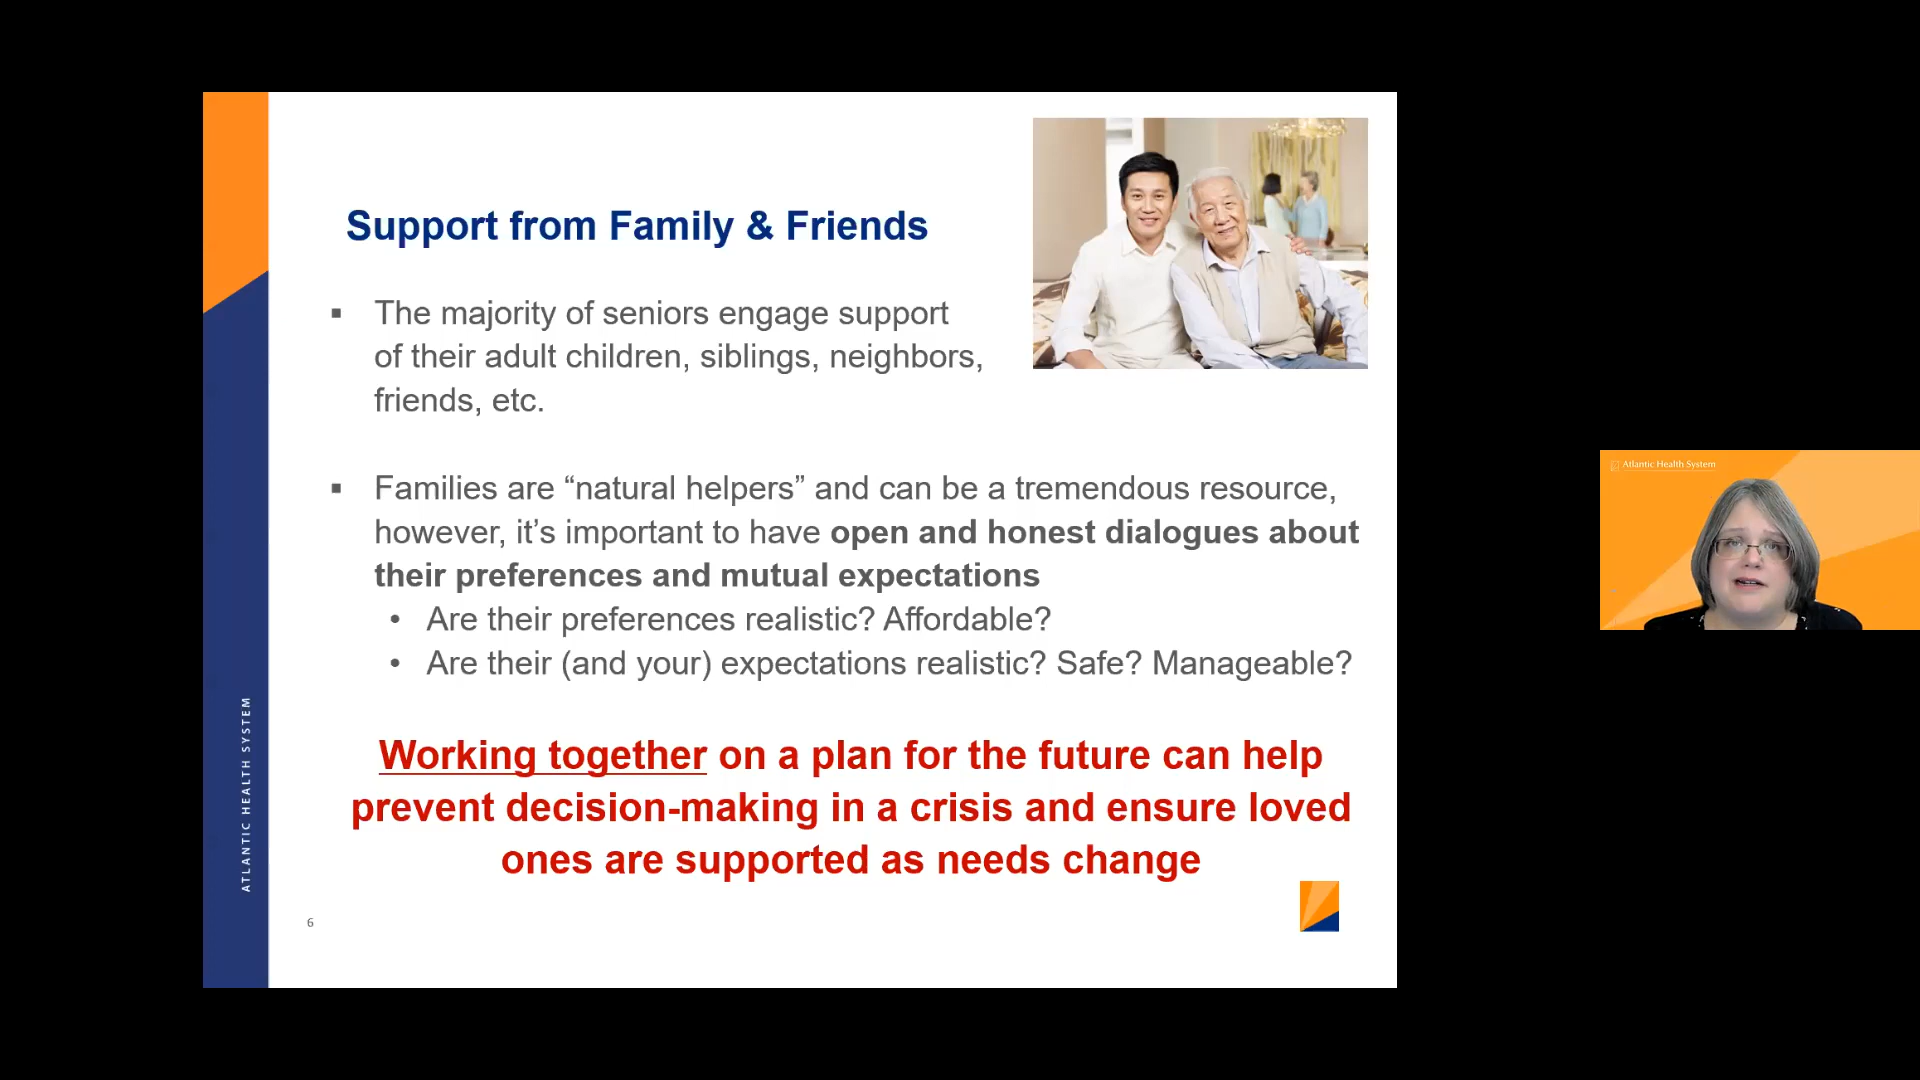 Support from Family & Friends
▪ The majority of seniors engage support
of their adult children, siblings, neighbors,
friends, etc.
▪ Families are “natural helpers” and can be a tremendous resource,
however, it’s important to have open and honest dialogues about
their preferences and mutual expectations
• Are their preferences realistic? Affordable?
• Are their (and your) expectations realistic? Safe? Manageable?
Working together on a plan for the future can help
prevent decision-making in a crisis and ensure loved
ones are supported as needs change
ATLANTIC HEALTH SYSTEM
6
Atlantic Health System